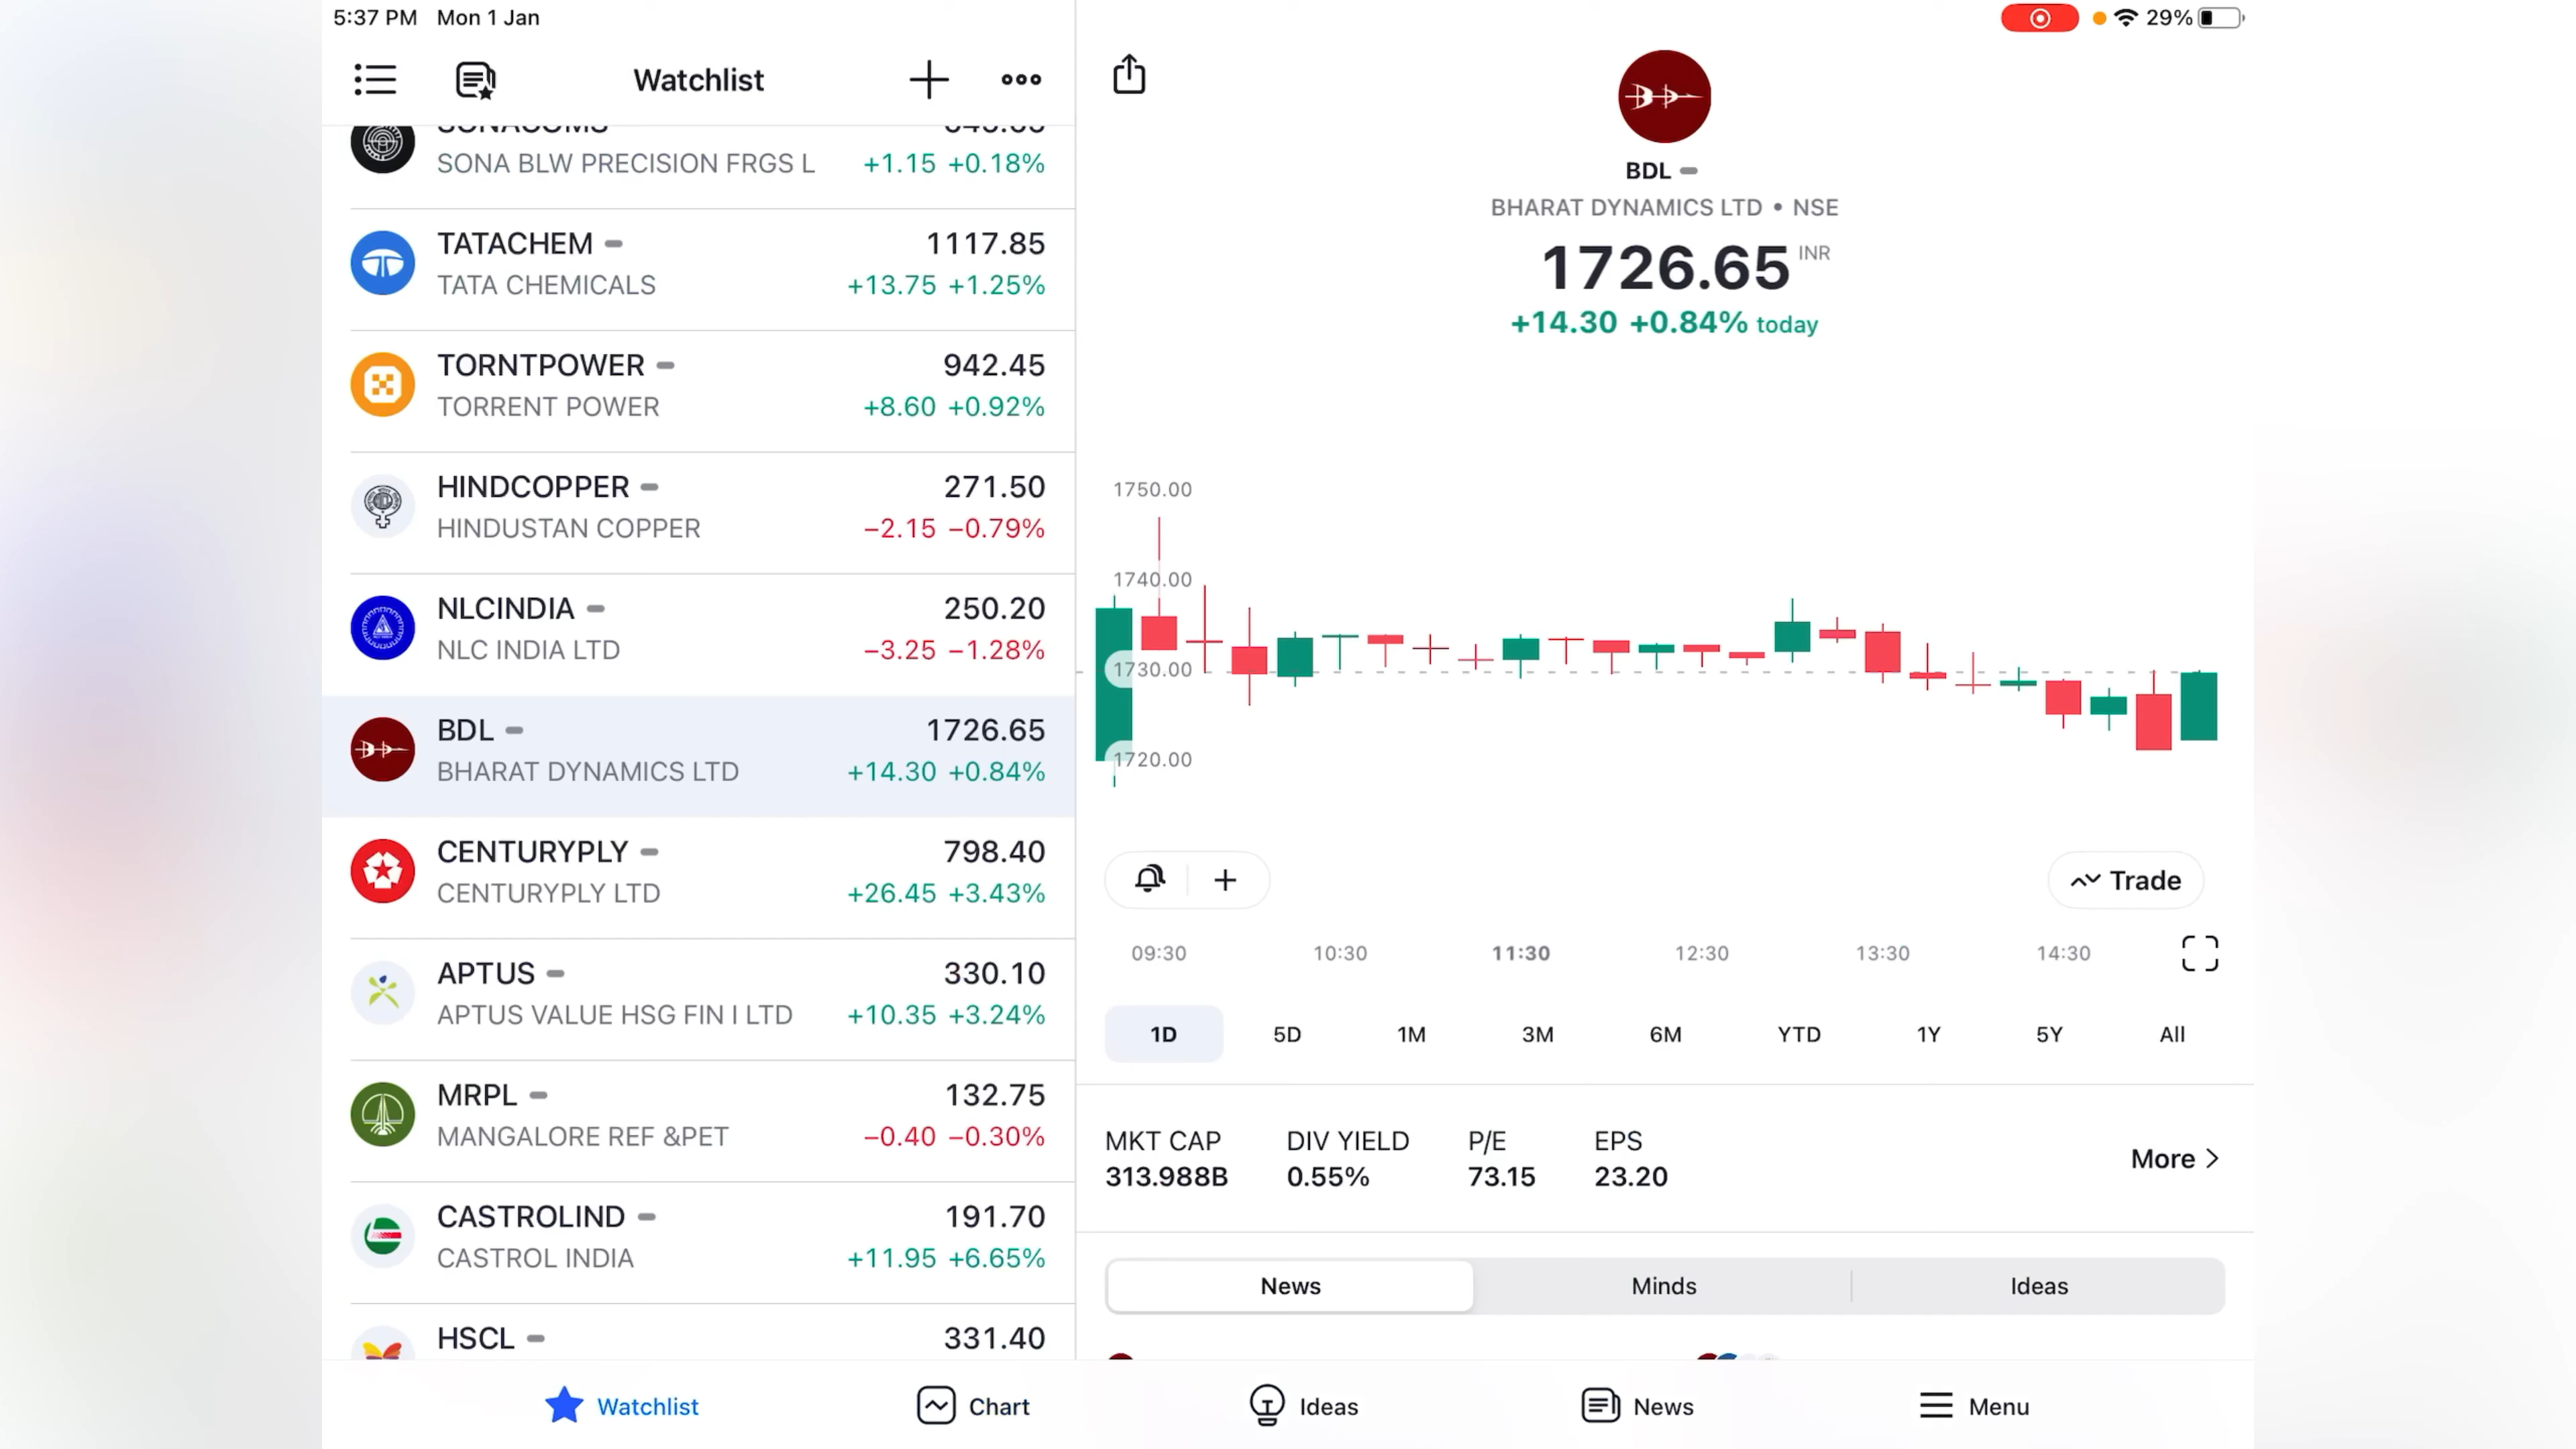 5:37 PM Mon 1 Jan
29%
Watchlist
SONACOMS
SONA BLW PRECISION FRGS L +1.15 +0.18%
TATACHEM 1117.85
TATA CHEMICALS +13.75 +1.25%
TORNTPOWER 942.45
TORRENT POWER +8.60 +0.92%
HINDCOPPER 271.50
HINDUSTAN COPPER −2.15 −0.79%
NLCINDIA 250.20
NLC INDIA LTD −3.25 −1.28%
BDL 1726.65
BHARAT DYNAMICS LTD +14.30 +0.84%
CENTURYPLY 798.40
CENTURYPLY LTD +26.45 +3.43%
APTUS 330.10
APTUS VALUE HSG FIN I LTD +10.35 +3.24%
MRPL 132.75
MANGALORE REF &PET −0.40 −0.30%
CASTROLIND 191.70
CASTROL INDIA +11.95 +6.65%
HSCL 331.40
BDL
BHARAT DYNAMICS LTD • NSE
1726.65 INR
+14.30 +0.84% today
1750.00
1740.00
1730.00
1720.00
Trade
09:30 10:30 11:30 12:30 13:30 14:30
1D 5D 1M 3M 6M YTD 1Y 5Y All
MKT CAP DIV YIELD P/E EPS
313.988B 0.55% 73.15 23.20
More
News Minds Ideas
Watchlist Chart Ideas News Menu